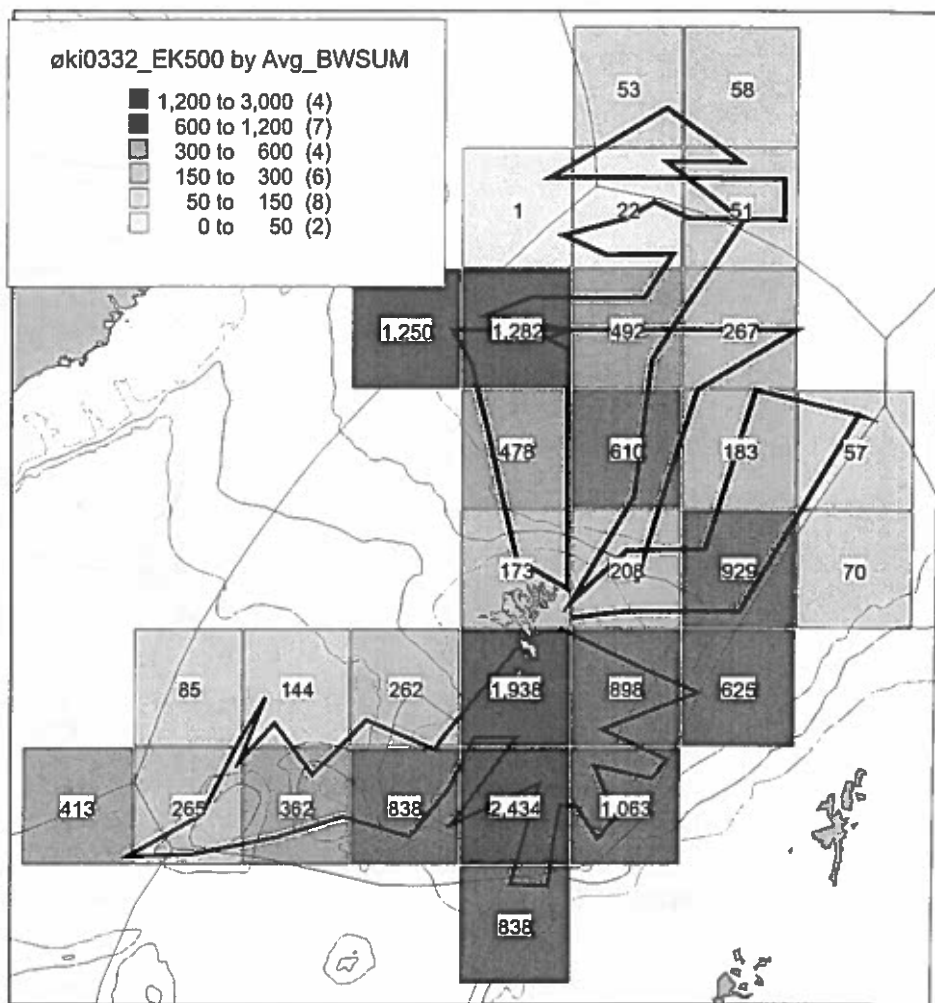 øki0332_EK500 by Avg_BWSUM
1,200 to 3,000 (4)
600 to 1,200 (7)
300 to 600 (4)
150 to 300 (6)
50 to 150 (8)
0 to 50 (2)
53 58
1 22 51
1,250 1,282 492 267
478 610 183 57
173 208 929 70
85 144 262 1,938 898 625
413 265 362 838 2,434 1,063
838